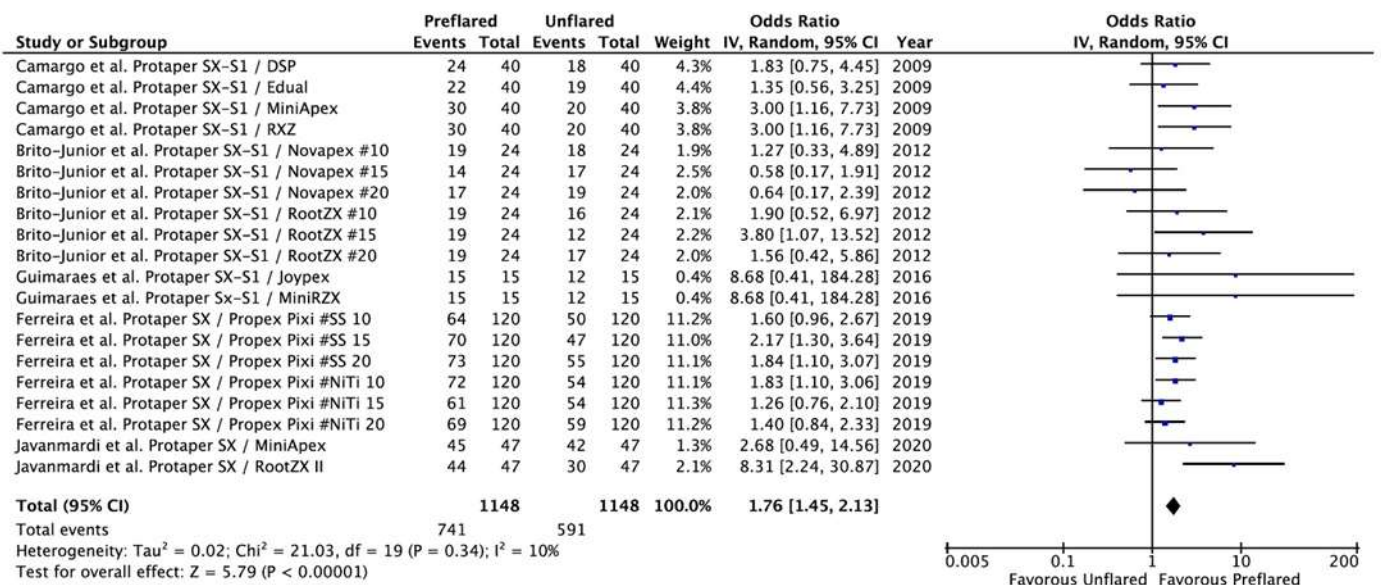 Preflared Unflared Odds Ratio Odds Ratio
Study or Subgroup Events Total Events Total Weight IV, Random, 95% CI Year IV, Random, 95% CI
Camargo et al. Protaper SX-S1 / DSP 24 40 18 40 4.3% 1.83 [0.75, 4.45] 2009
Camargo et al. Protaper SX-S1 / Edual 22 40 19 40 4.4% 1.35 [0.56, 3.25] 2009
Camargo et al. Protaper SX-S1 / MiniApex 30 40 20 40 3.8% 3.00 [1.16, 7.73] 2009
Camargo et al. Protaper SX-S1 / RXZ 30 40 20 40 3.8% 3.00 [1.16, 7.73] 2009
Brito-Junior et al. Protaper SX-S1 / Novapex #10 19 24 18 24 1.9% 1.27 [0.33, 4.89] 2012
Brito-Junior et al. Protaper SX-S1 / Novapex #15 14 24 17 24 2.5% 0.58 [0.17, 1.91] 2012
Brito-Junior et al. Protaper SX-S1 / Novapex #20 17 24 19 24 2.0% 0.64 [0.17, 2.39] 2012
Brito-Junior et al. Protaper SX-S1 / RootZX #10 19 24 16 24 2.1% 1.90 [0.52, 6.97] 2012
Brito-Junior et al. Protaper SX-S1 / RootZX #15 19 24 12 24 2.2% 3.80 [1.07, 13.52] 2012
Brito-Junior et al. Protaper SX-S1 / RootZX #20 19 24 17 24 2.0% 1.56 [0.42, 5.86] 2012
Guimaraes et al. Protaper SX-S1 / Joypex 15 15 12 15 0.4% 8.68 [0.41, 184.28] 2016
Guimaraes et al. Protaper Sx-S1 / MiniRZX 15 15 12 15 0.4% 8.68 [0.41, 184.28] 2016
Ferreira et al. Protaper SX / Propex Pixi #SS 10 64 120 50 120 11.2% 1.60 [0.96, 2.67] 2019
Ferreira et al. Protaper SX / Propex Pixi #SS 15 70 120 47 120 11.0% 2.17 [1.30, 3.64] 2019
Ferreira et al. Protaper SX / Propex Pixi #SS 20 73 120 55 120 11.1% 1.84 [1.10, 3.07] 2019
Ferreira et al. Protaper SX / Propex Pixi #NiTi 10 72 120 54 120 11.1% 1.83 [1.10, 3.06] 2019
Ferreira et al. Protaper SX / Propex Pixi #NiTi 15 61 120 54 120 11.3% 1.26 [0.76, 2.10] 2019
Ferreira et al. Protaper SX / Propex Pixi #NiTi 20 69 120 59 120 11.2% 1.40 [0.84, 2.33] 2019
Javanmardi et al. Protaper SX / MiniApex 45 47 42 47 1.3% 2.68 [0.49, 14.56] 2020
Javanmardi et al. Protaper SX / RootZX II 44 47 30 47 2.1% 8.31 [2.24, 30.87] 2020
Total (95% CI) 1148 1148 100.0% 1.76 [1.45, 2.13]
Total events 741 591
Heterogeneity: Tau² = 0.02; Chi² = 21.03, df = 19 (P = 0.34); I² = 10%
Test for overall effect: Z = 5.79 (P < 0.00001)
0.005 0.1 1 10 200
Favorous Unflared Favorous Preflared